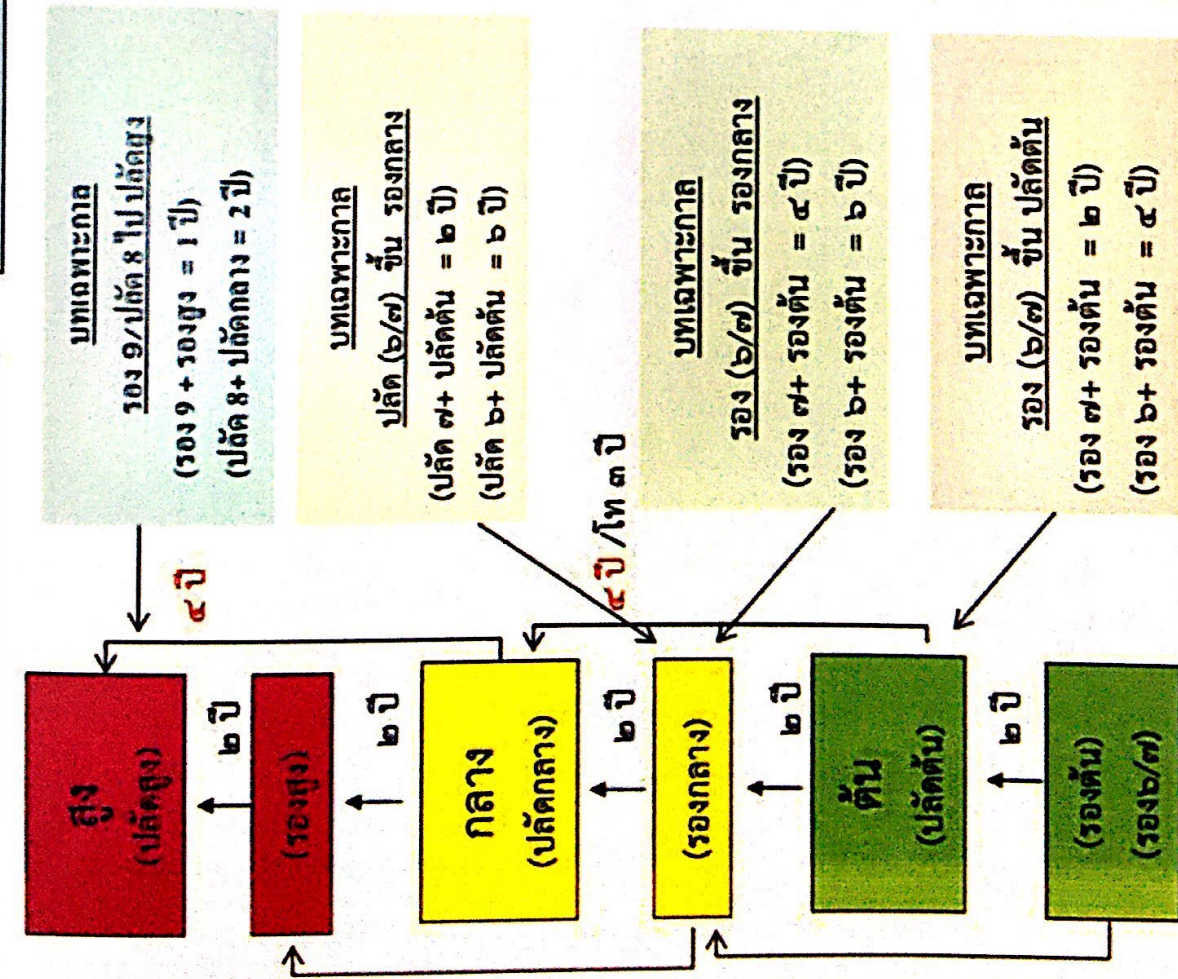 สูง
(ปลัดสูง)
๒ ปี
(รองสูง)
๒ ปี
กลาง
(ปลัดกลาง)
๒ ปี
(รองกลาง)
๒ ปี
ต้น
(ปลัดต้น)
๒ ปี
(รองต้น)
(รอง๖/๗)
๔ ปี
๔ ปี /โท ๓ ปี
บทเฉพาะกาล
รอง 9/ปลัด 8 ไป ปลัดสูง
(รอง 9 + รองสูง = 1 ปี)
(ปลัด 8+ ปลัดกลาง = 2 ปี)
บทเฉพาะกาล
ปลัด (๖/๗) ขึ้น รองกลาง
(ปลัด ๗+ ปลัดต้น = ๒ ปี)
(ปลัด ๖+ ปลัดต้น = ๖ ปี)
บทเฉพาะกาล
รอง (๖/๗) ขึ้น รองกลาง
(รอง ๗+ รองต้น = ๔ ปี)
(รอง ๖+ รองต้น = ๖ ปี)
บทเฉพาะกาล
รอง (๖/๗) ขึ้น ปลัดต้น
(รอง ๗+ รองต้น = ๒ ปี)
(รอง ๖+ รองต้น = ๔ ปี)